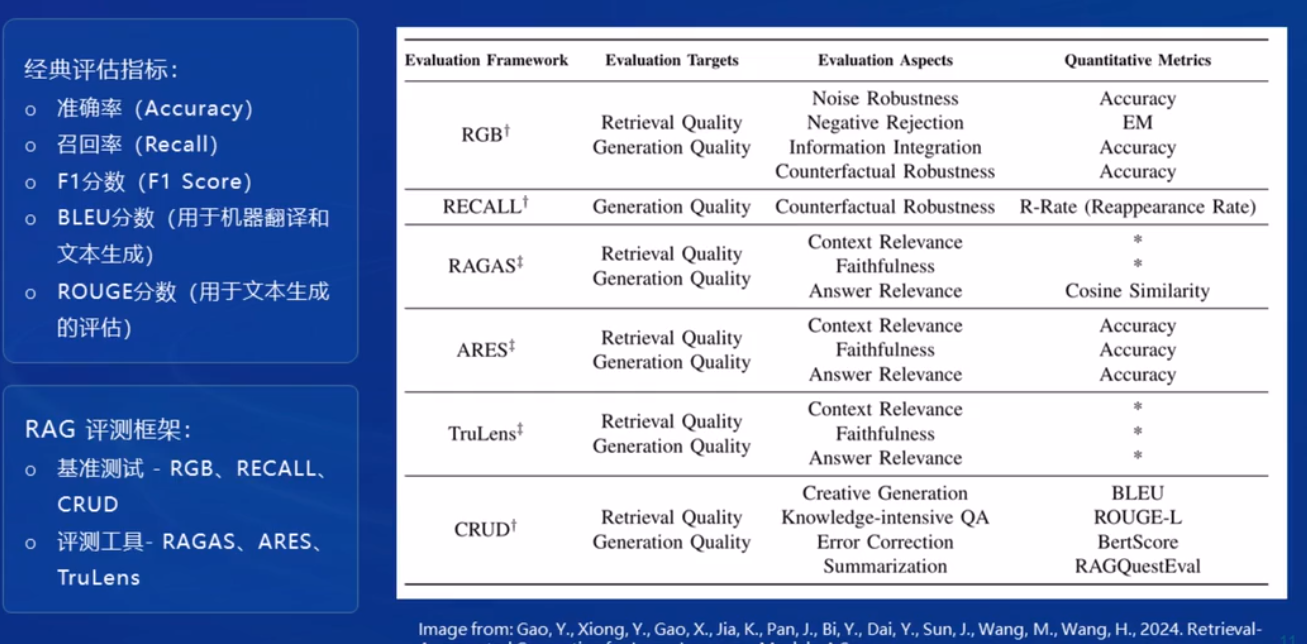 经典评估指标:
o 准确率 (Accuracy)
o 召回率 (Recall)
o F1分数 (F1 Score)
o BLEU分数 (用于机器翻译和
文本生成)
o ROUGE分数 (用于文本生成
的评估)
RAG 评测框架:
o 基准测试 - RGB、RECALL、
CRUD
o 评测工具- RAGAS、ARES、
TruLens
Evaluation Framework Evaluation Targets Evaluation Aspects Quantitative Metrics
RGB†
Retrieval Quality
Generation Quality
Noise Robustness Accuracy
Negative Rejection EM
Information Integration Accuracy
Counterfactual Robustness Accuracy
RECALL† Generation Quality Counterfactual Robustness R-Rate (Reappearance Rate)
RAGAS‡
Retrieval Quality
Generation Quality
Context Relevance *
Faithfulness *
Answer Relevance Cosine Similarity
ARES‡
Retrieval Quality
Generation Quality
Context Relevance Accuracy
Faithfulness Accuracy
Answer Relevance Accuracy
TruLens‡
Retrieval Quality
Generation Quality
Context Relevance *
Faithfulness *
Answer Relevance *
CRUD†
Retrieval Quality
Generation Quality
Creative Generation BLEU
Knowledge-intensive QA ROUGE-L
Error Correction BertScore
Summarization RAGQuestEval
Image from: Gao, Y., Xiong, Y., Gao, X., Jia, K., Pan, J., Bi, Y., Dai, Y., Sun, J., Wang, M., Wang, H., 2024. Retrieval-
11